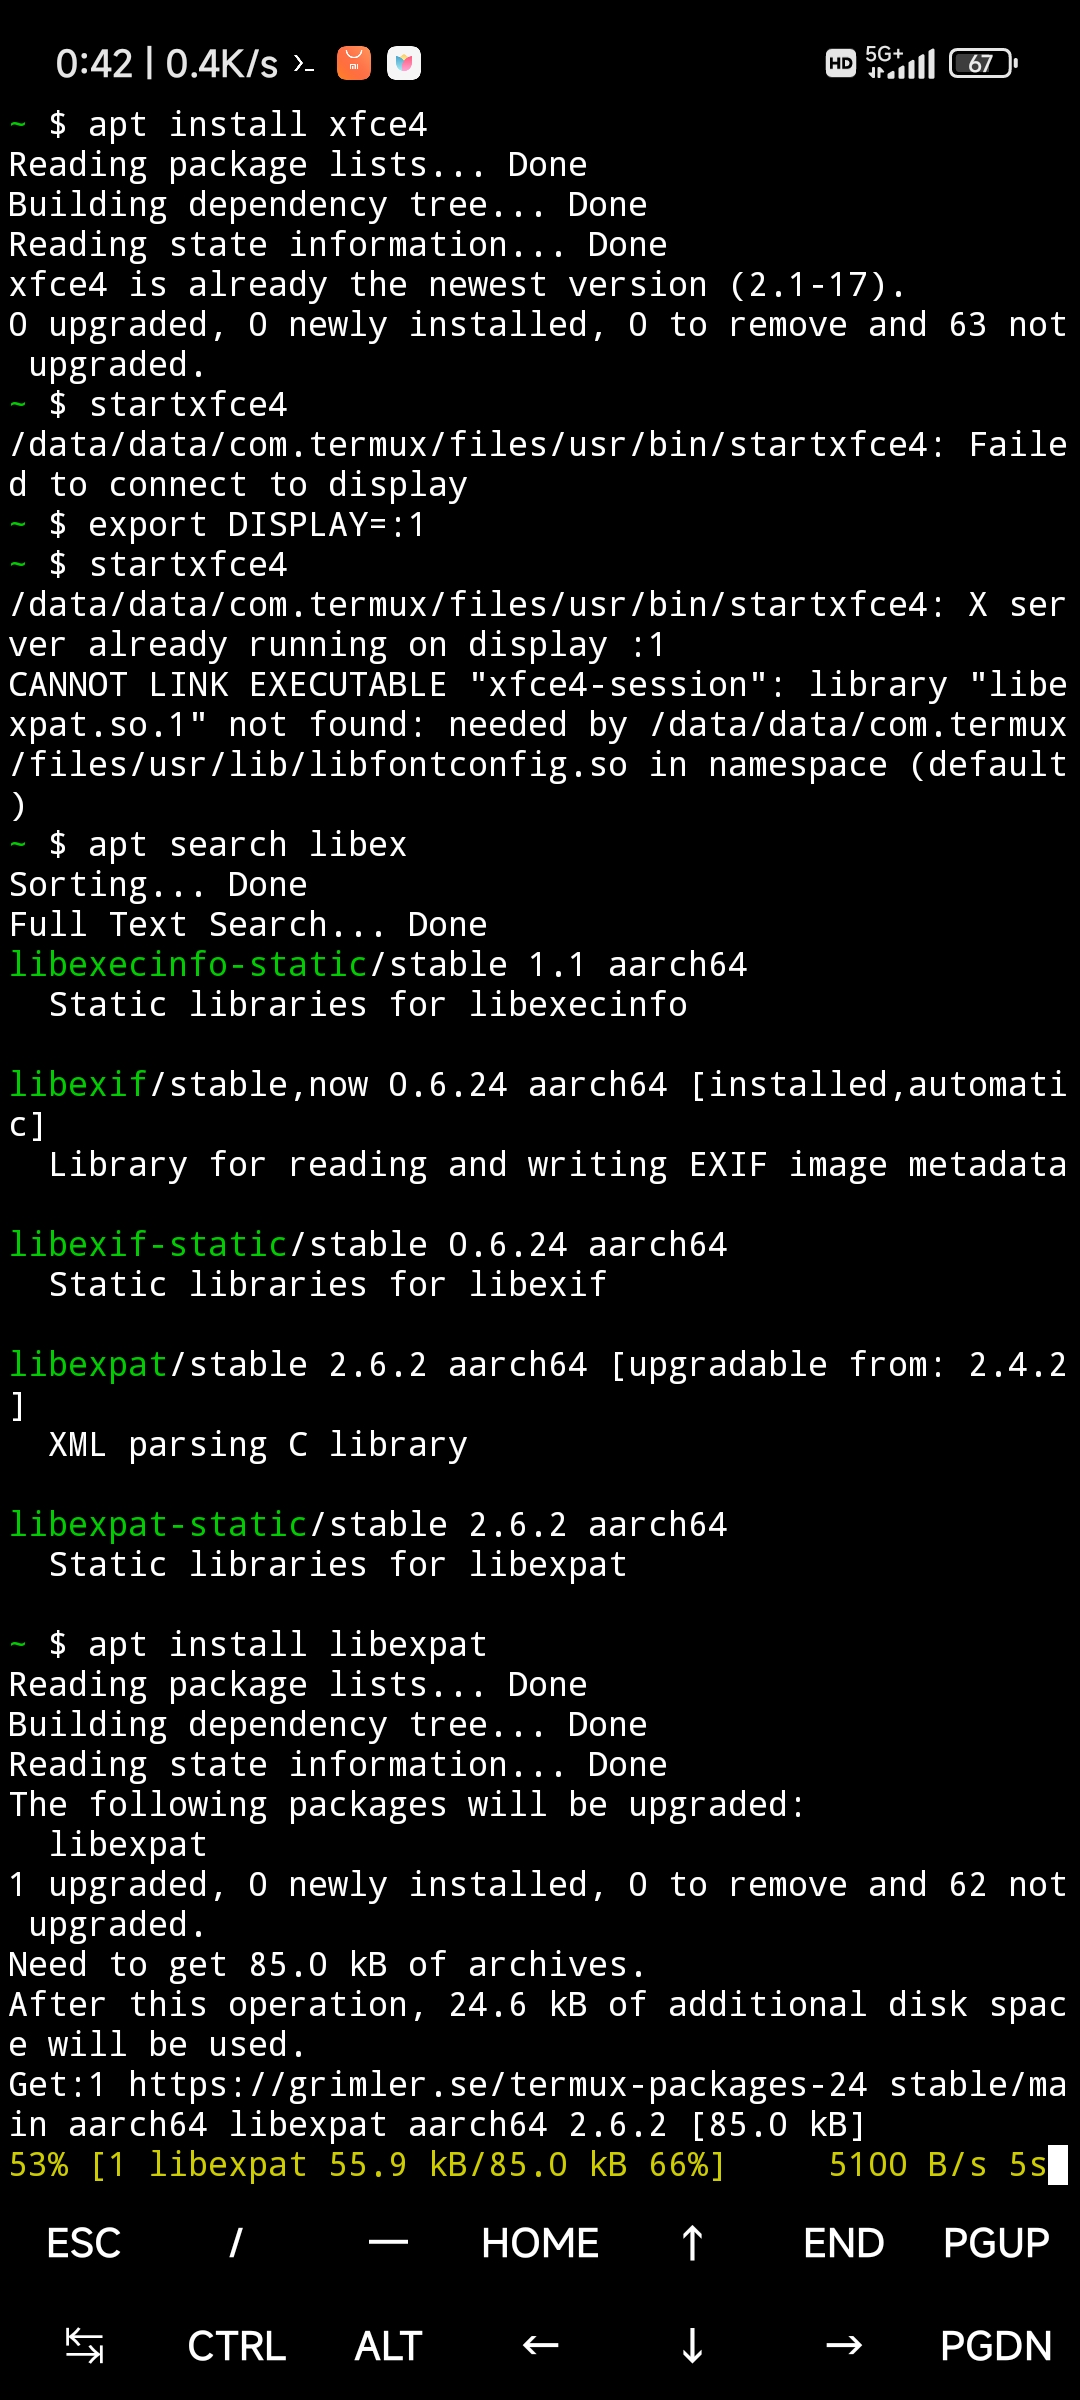 0:42 | 0.4K/s
HD 5G+ 67
~ $ apt install xfce4
Reading package lists... Done
Building dependency tree... Done
Reading state information... Done
xfce4 is already the newest version (2.1-17).
0 upgraded, 0 newly installed, 0 to remove and 63 not
 upgraded.
~ $ startxfce4
/data/data/com.termux/files/usr/bin/startxfce4: Faile
d to connect to display
~ $ export DISPLAY=:1
~ $ startxfce4
/data/data/com.termux/files/usr/bin/startxfce4: X ser
ver already running on display :1
CANNOT LINK EXECUTABLE "xfce4-session": library "libe
xpat.so.1" not found: needed by /data/data/com.termux
/files/usr/lib/libfontconfig.so in namespace (default
)
~ $ apt search libex
Sorting... Done
Full Text Search... Done
libexecinfo-static/stable 1.1 aarch64
  Static libraries for libexecinfo

libexif/stable,now 0.6.24 aarch64 [installed,automati
c]
  Library for reading and writing EXIF image metadata

libexif-static/stable 0.6.24 aarch64
  Static libraries for libexif

libexpat/stable 2.6.2 aarch64 [upgradable from: 2.4.2
]
  XML parsing C library

libexpat-static/stable 2.6.2 aarch64
  Static libraries for libexpat

~ $ apt install libexpat
Reading package lists... Done
Building dependency tree... Done
Reading state information... Done
The following packages will be upgraded:
  libexpat
1 upgraded, 0 newly installed, 0 to remove and 62 not
 upgraded.
Need to get 85.0 kB of archives.
After this operation, 24.6 kB of additional disk spac
e will be used.
Get:1 https://grimler.se/termux-packages-24 stable/ma
in aarch64 libexpat aarch64 2.6.2 [85.0 kB]
53% [1 libexpat 55.9 kB/85.0 kB 66%]     5100 B/s 5s
ESC / — HOME ↑ END PGUP
↹ CTRL ALT ← ↓ → PGDN